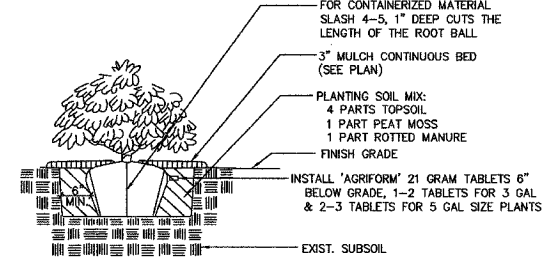 FOR CONTAINERIZED MATERIAL
SLASH 4-5, 1" DEEP CUTS THE
LENGTH OF THE ROOT BALL
3" MULCH CONTINUOUS BED
(SEE PLAN)
PLANTING SOIL MIX:
4 PARTS TOPSOIL
1 PART PEAT MOSS
1 PART ROTTED MANURE
FINISH GRADE
INSTALL 'AGRIFORM' 21 GRAM TABLETS 6"
BELOW GRADE, 1-2 TABLETS FOR 3 GAL
& 2-3 TABLETS FOR 5 GAL SIZE PLANTS
6"
MIN.
EXIST. SUBSOIL